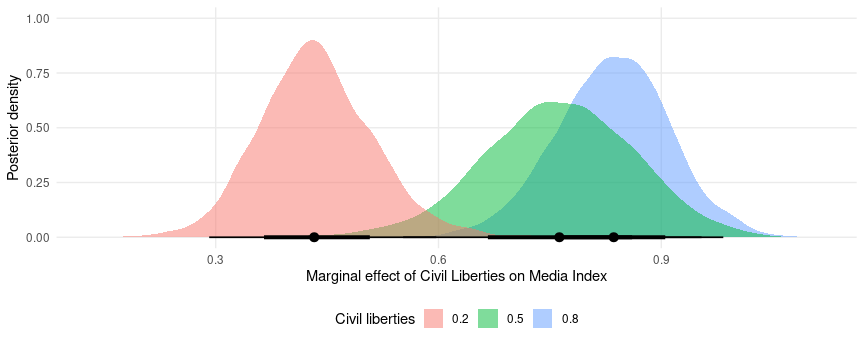 1.00
0.75
0.50
0.25
0.00
Posterior density
0.3 0.6 0.9
Marginal effect of Civil Liberties on Media Index
Civil liberties 0.2 0.5 0.8